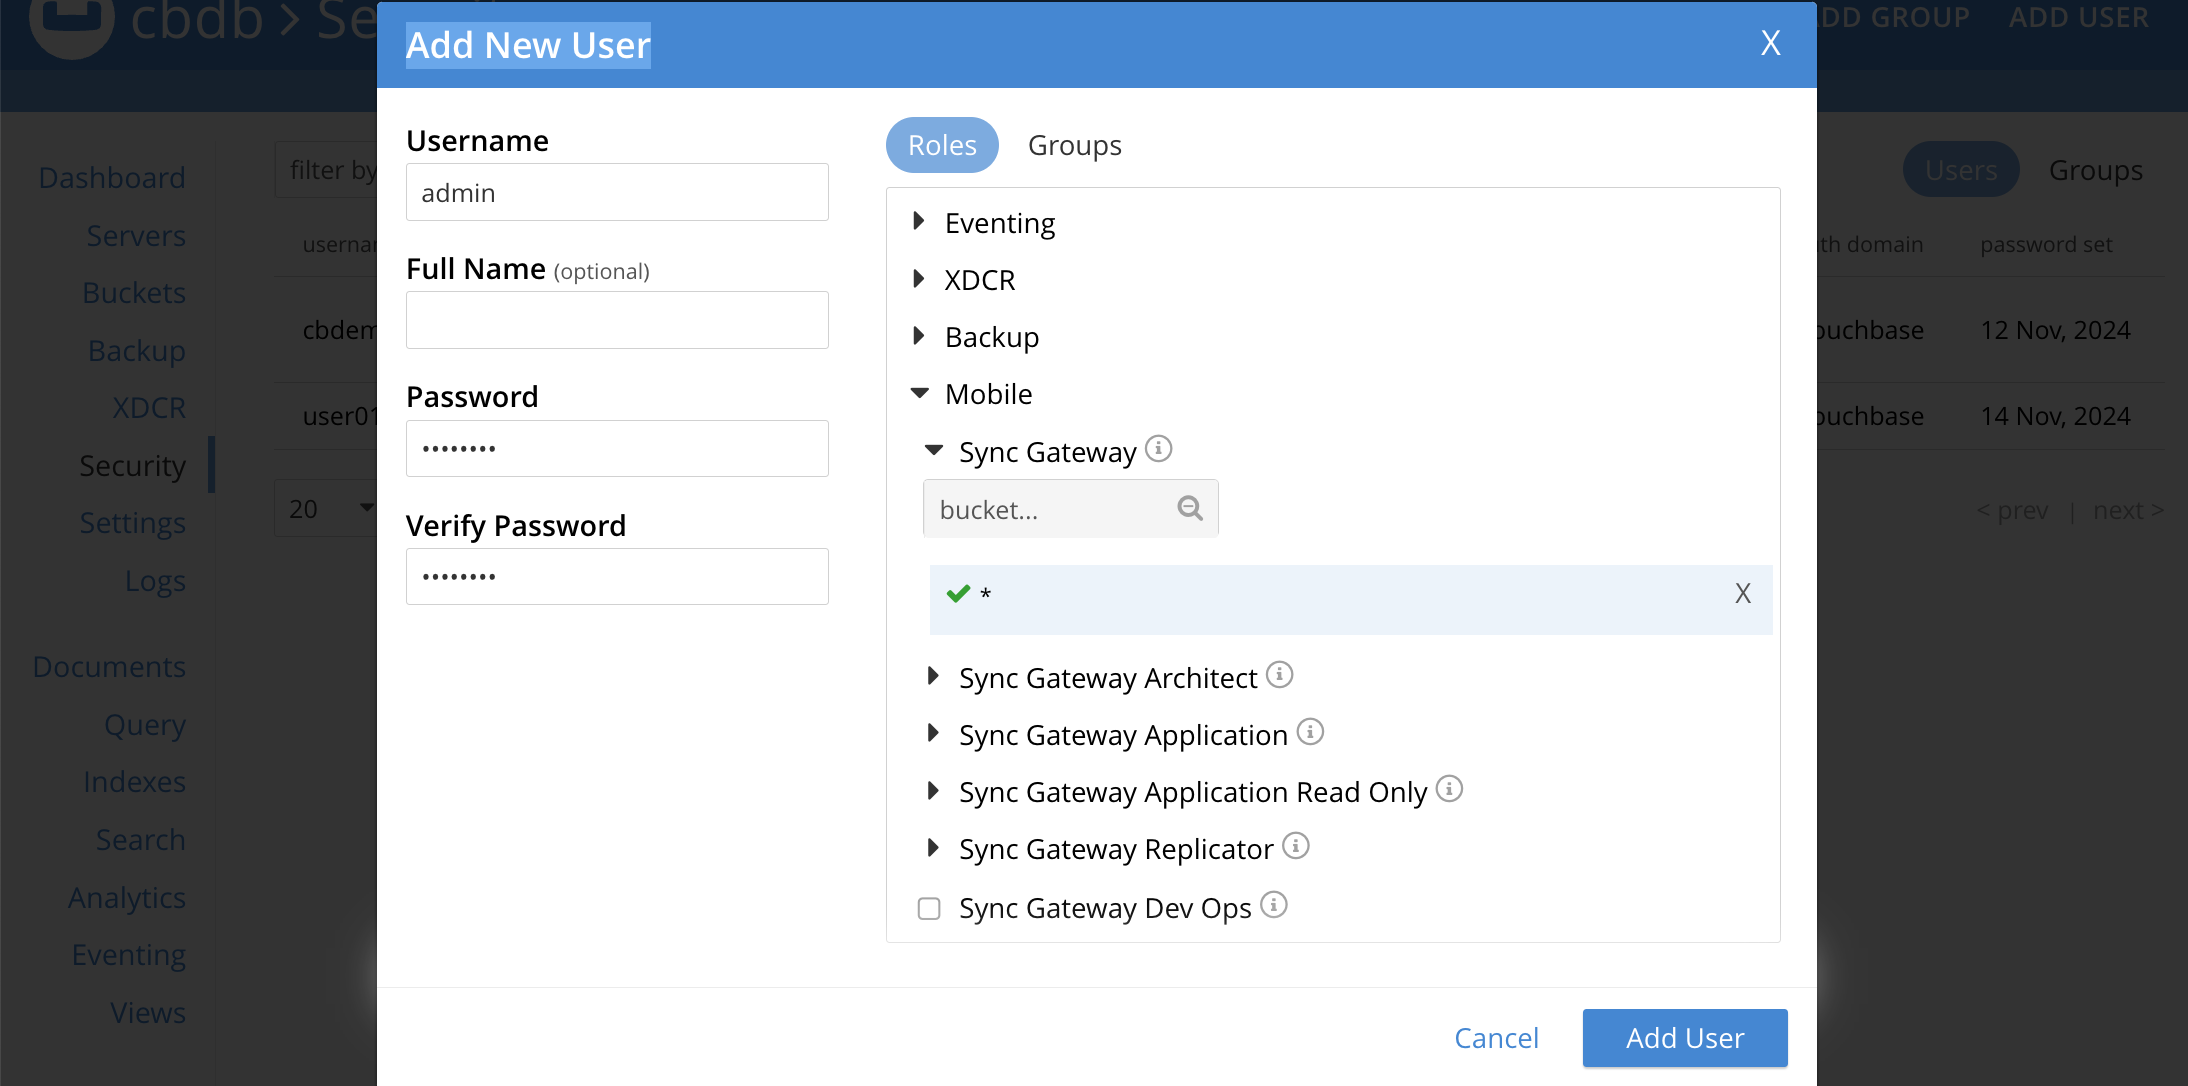 cbdb > Se
ADD GROUP
ADD USER
Add New User
X
Dashboard
Servers
Buckets
Backup
XDCR
Security
Settings
Logs
Documents
Query
Indexes
Search
Analytics
Eventing
Views
filter by
usernam
cbdem
user01
20
Username
admin
Full Name (optional)
Password
••••••••
Verify Password
••••••••
Roles
Groups
Eventing
XDCR
Backup
Mobile
Sync Gateway
bucket...
*
X
Sync Gateway Architect
Sync Gateway Application
Sync Gateway Application Read Only
Sync Gateway Replicator
Sync Gateway Dev Ops
Cancel
Add User
Users
Groups
th domain
password set
ouchbase
12 Nov, 2024
ouchbase
14 Nov, 2024
< prev | next >